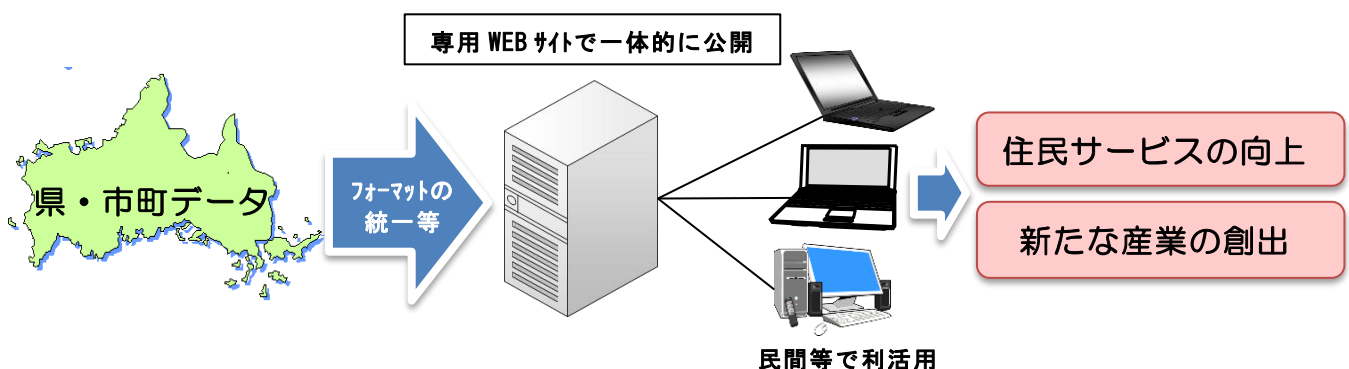 専用 WEB ｻｲﾄで一体的に公開
県・市町データ
ﾌｫｰﾏｯﾄの
統一等
住民サービスの向上
新たな産業の創出
民間等で利活用